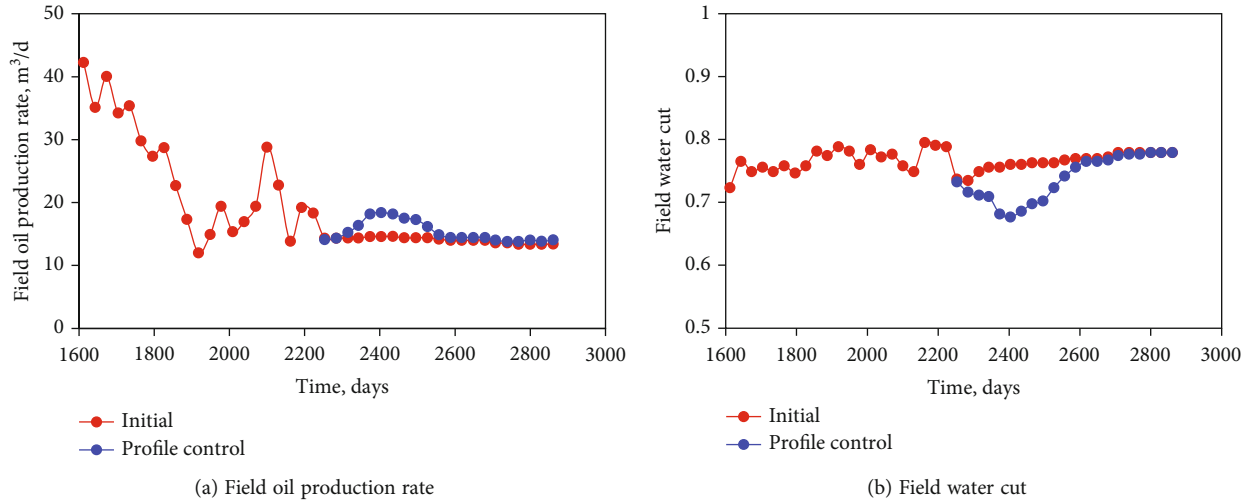 50
40
30
20
10
0
Field oil production rate, m³/d
1600 1800 2000 2200 2400 2600 2800 3000
Time, days
Initial
Profile control
(a) Field oil production rate
1
0.9
0.8
0.7
0.6
0.5
Field water cut
1600 1800 2000 2200 2400 2600 2800 3000
Time, days
Initial
Profile control
(b) Field water cut